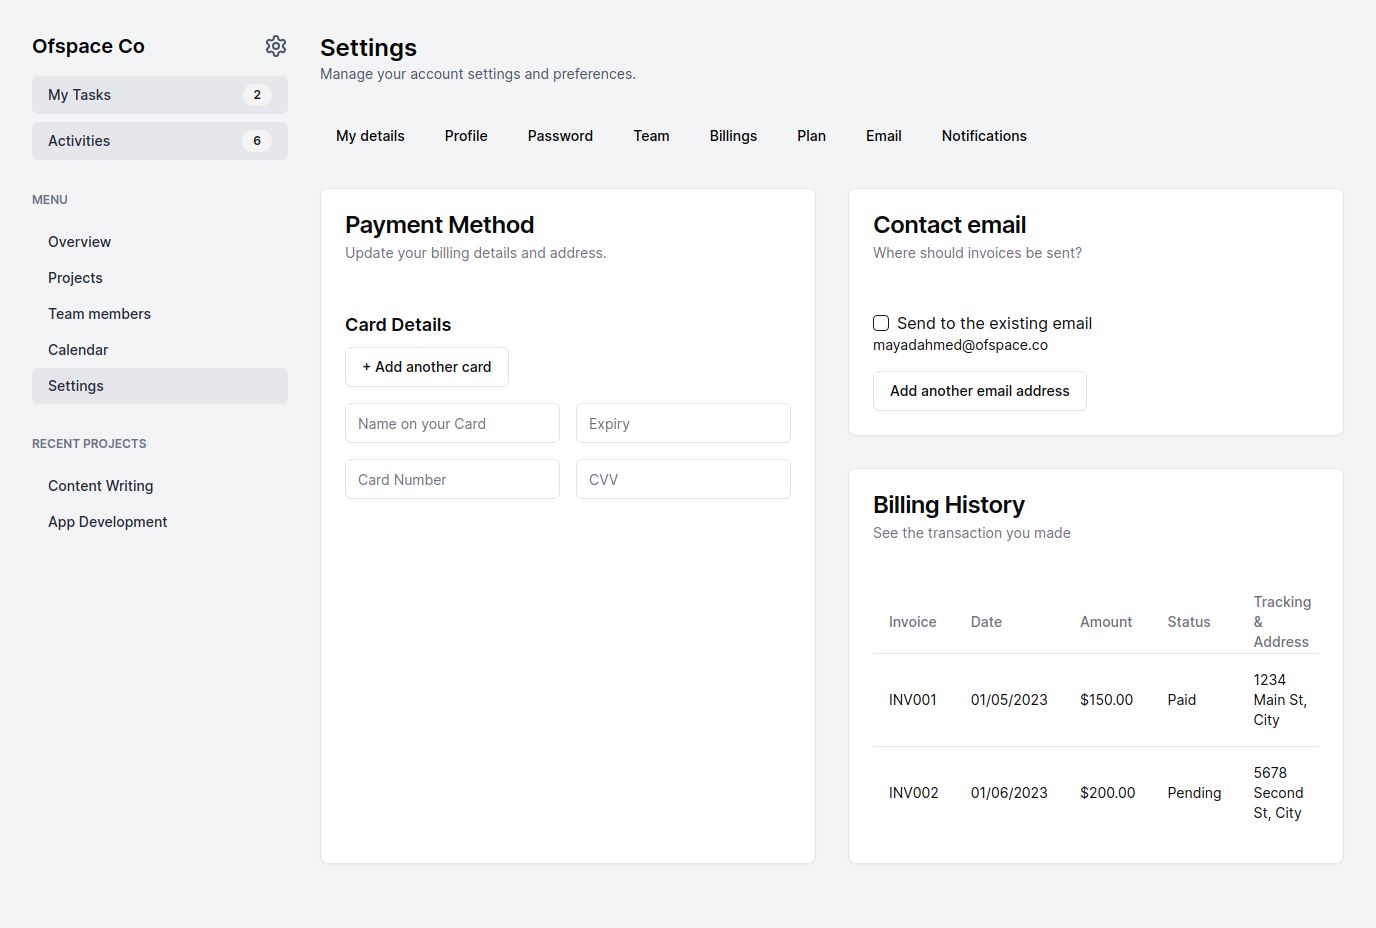 Ofspace Co
My Tasks 2
Activities 6
MENU
Overview
Projects
Team members
Calendar
Settings
RECENT PROJECTS
Content Writing
App Development
Settings
Manage your account settings and preferences.
My details Profile Password Team Billings Plan Email Notifications
Payment Method
Update your billing details and address.
Card Details
+ Add another card
Name on your Card Expiry
Card Number CVV
Contact email
Where should invoices be sent?
Send to the existing email
mayadahmed@ofspace.co
Add another email address
Billing History
See the transaction you made
Invoice Date Amount Status Tracking
&
Address
INV001 01/05/2023 $150.00 Paid 1234
Main St,
City
INV002 01/06/2023 $200.00 Pending 5678
Second
St, City